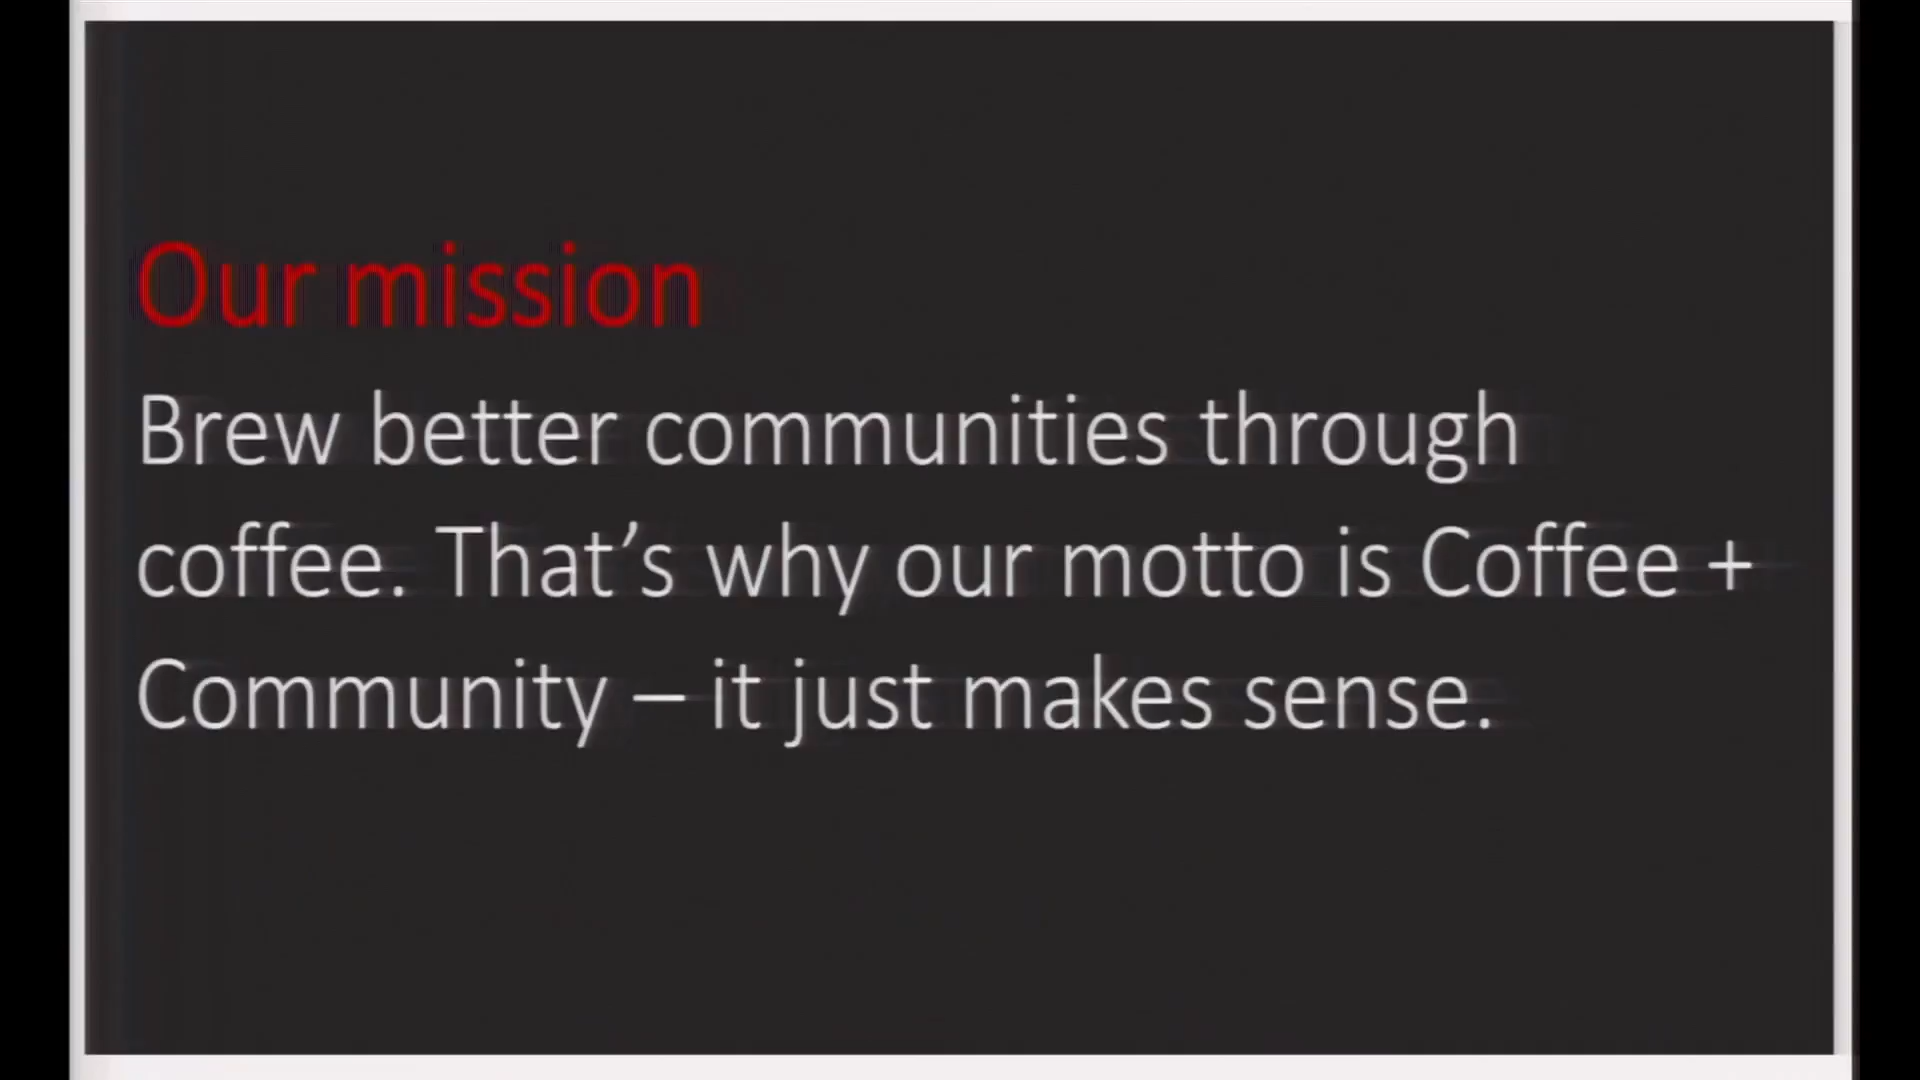 Our mission
Brew better communities through
coffee. That’s why our motto is Coffee +
Community – it just makes sense.